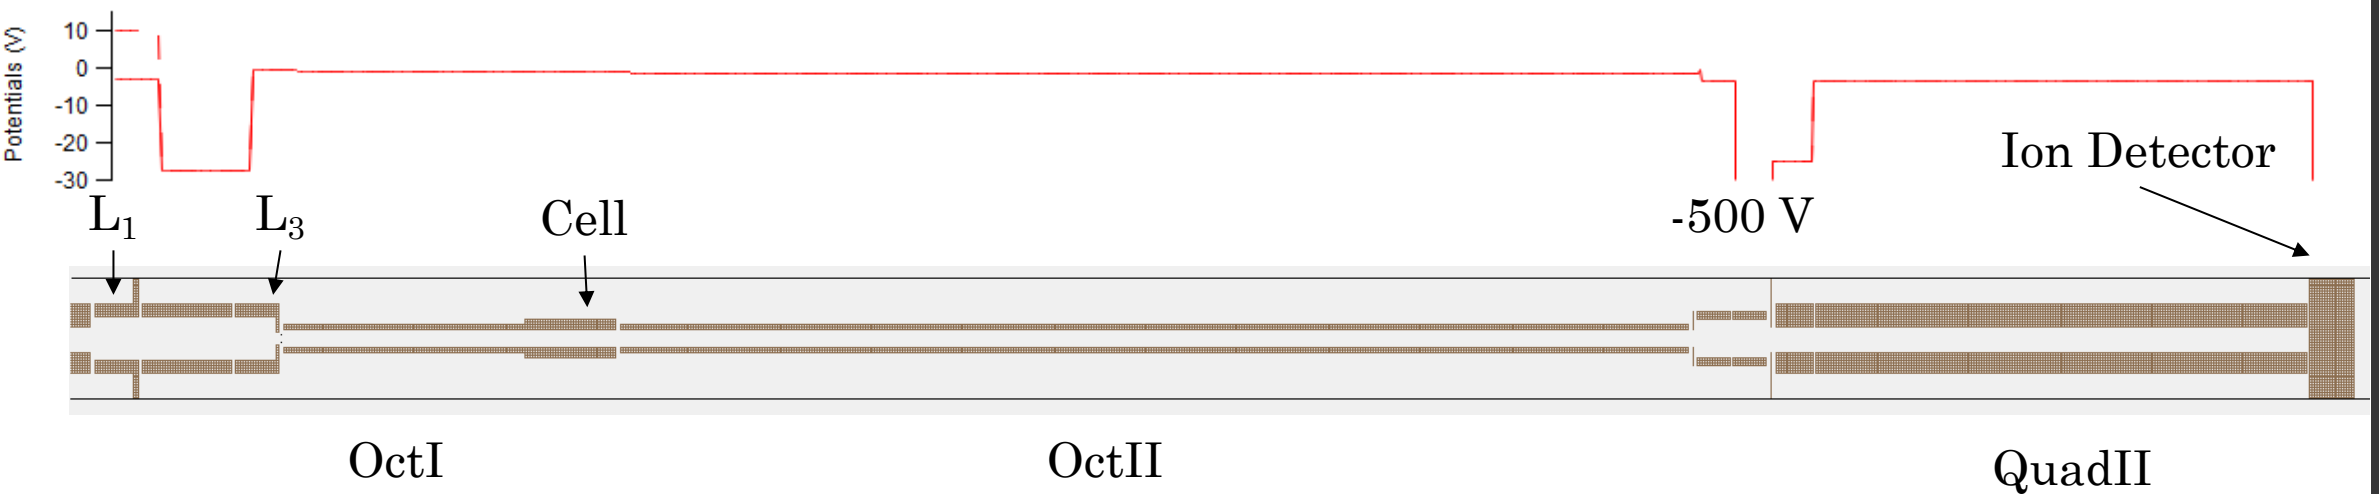 Potentials (V)
10
0
-10
-20
-30
L₁
L₃
Cell
-500 V
Ion Detector
OctI
OctII
QuadII